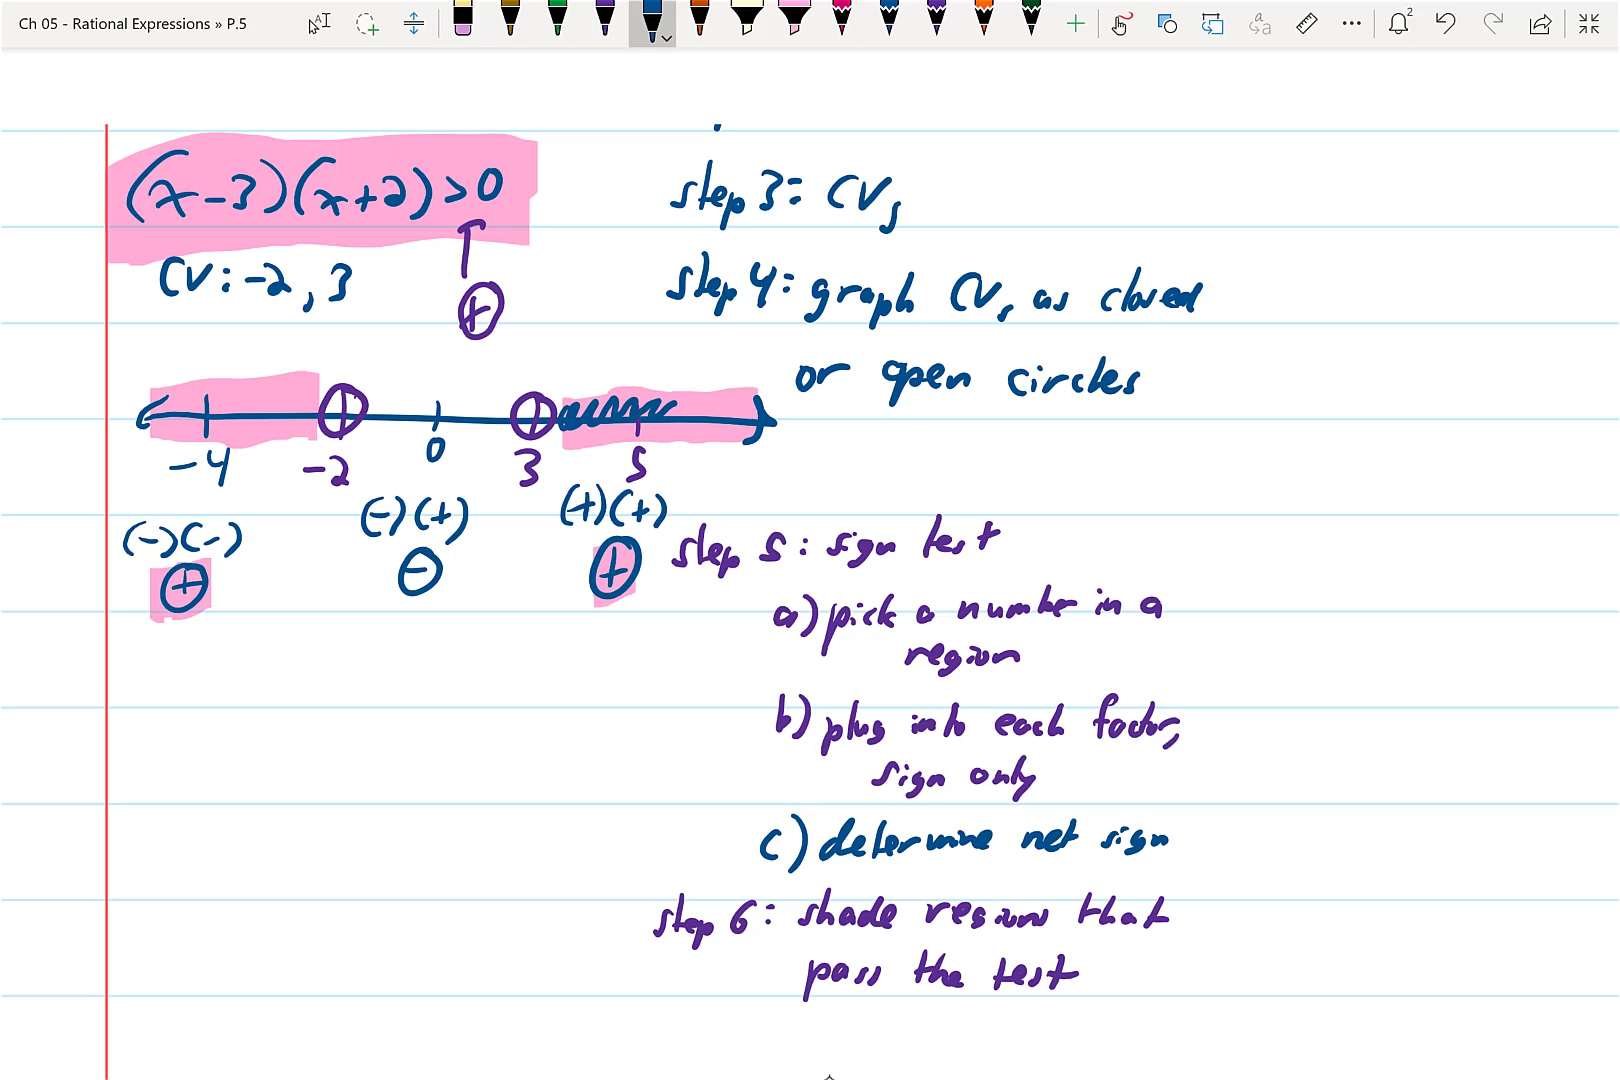 Ch 05 - Rational Expressions » P.5
(x-3)(x+2)>0
CV: -2, 3
+
-4 -2 0 3 5
(-)(-) (-)(+) (+)(+)
+ - +
step 3: CVs
step 4: graph CVs as closed
or open circles
step 5: sign test
a) pick a number in a
region
b) plug into each factor,
sign only
c) determine net sign
step 6: shade regions that
pass the test